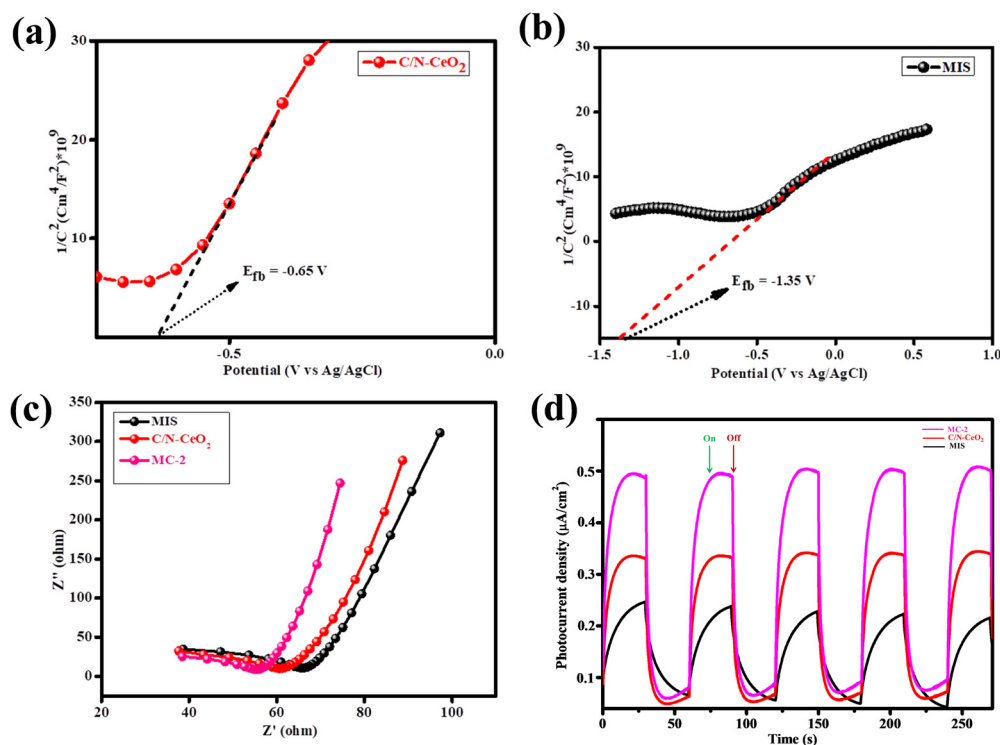 (a)
30
20
10
1/C²(Cm⁴/F²)*10⁹
C/N-CeO₂
E_fb = -0.65 V
-0.5
0.0
Potential (V vs Ag/AgCl)
(b)
30
20
10
0
-10
1/C²(Cm⁴/F²)*10⁹
MIS
E_fb = -1.35 V
-1.5 -1.0 -0.5 0.0 0.5 1.0
Potential (V vs Ag/AgCl)
(c)
350
300
250
200
150
100
50
0
Z'' (ohm)
MIS
C/N-CeO₂
MC-2
20 40 60 80 100
Z' (ohm)
(d)
MC-2
C/N-CeO₂
MIS
On
Off
0.5
0.4
0.3
0.2
0.1
Photocurrent density (µA/cm²)
0 50 100 150 200 250
Time (s)